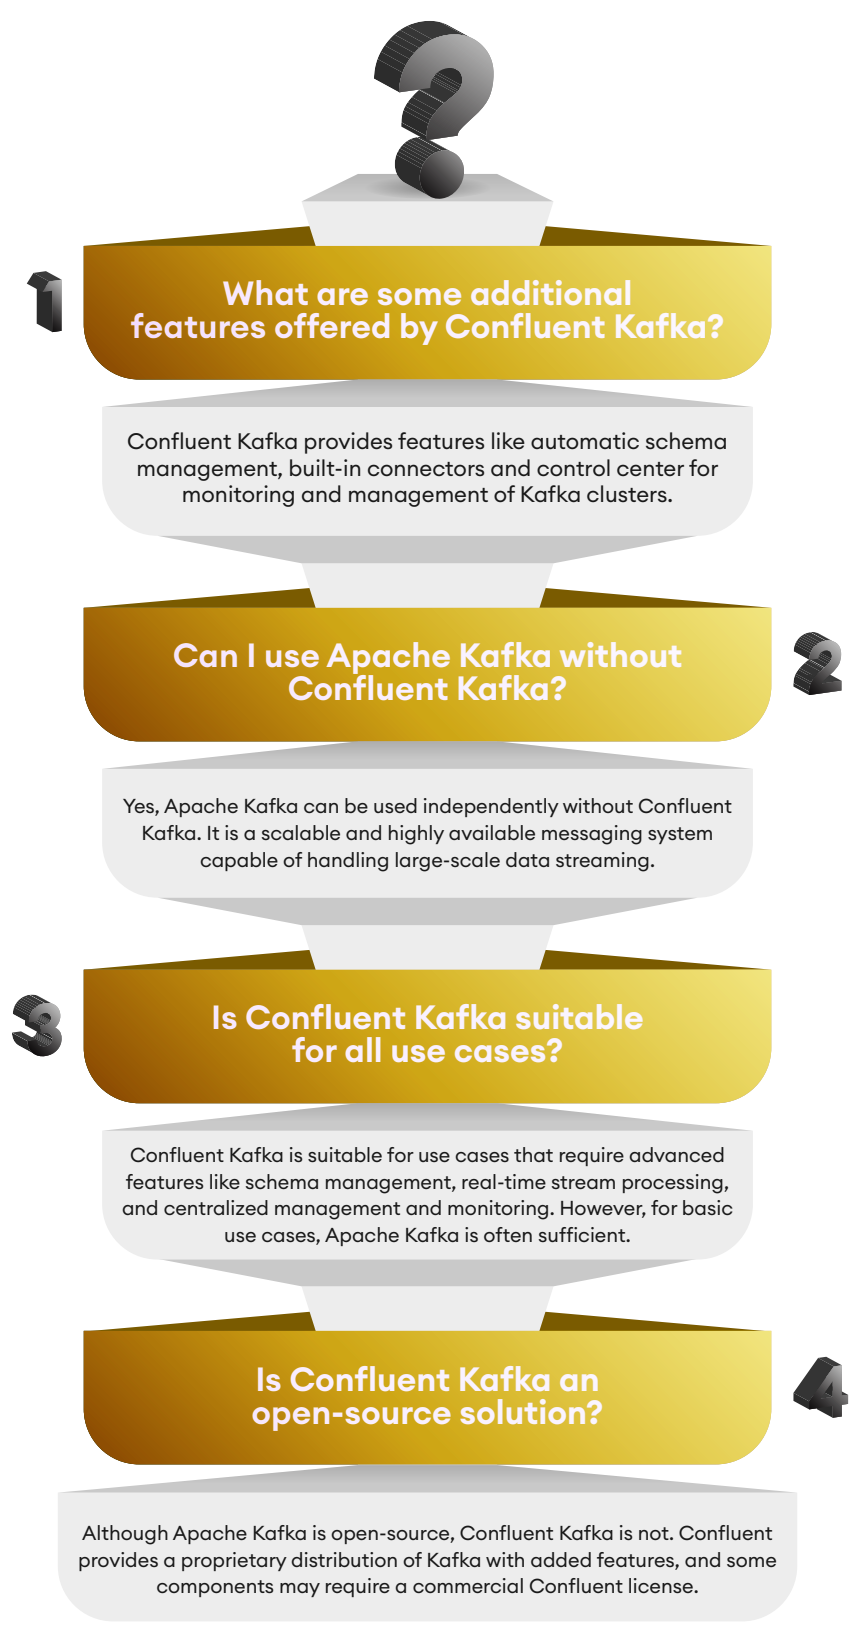 ?
1
What are some additional
features offered by Confluent Kafka?
Confluent Kafka provides features like automatic schema
management, built-in connectors and control center for
monitoring and management of Kafka clusters.
2
Can I use Apache Kafka without
Confluent Kafka?
Yes, Apache Kafka can be used independently without Confluent
Kafka. It is a scalable and highly available messaging system
capable of handling large-scale data streaming.
3
Is Confluent Kafka suitable
for all use cases?
Confluent Kafka is suitable for use cases that require advanced
features like schema management, real-time stream processing,
and centralized management and monitoring. However, for basic
use cases, Apache Kafka is often sufficient.
4
Is Confluent Kafka an
open-source solution?
Although Apache Kafka is open-source, Confluent Kafka is not. Confluent
provides a proprietary distribution of Kafka with added features, and some
components may require a commercial Confluent license.